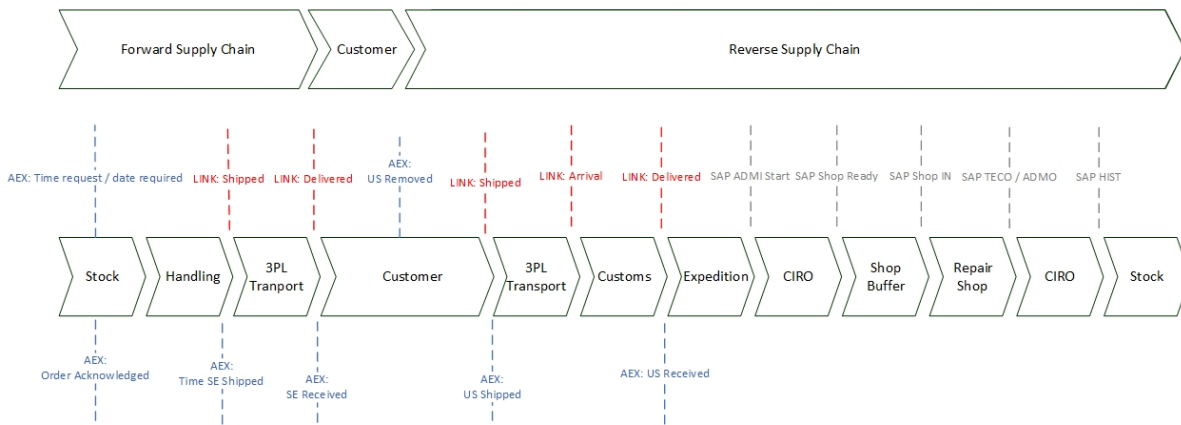 Forward Supply Chain
Customer
Reverse Supply Chain
AEX: Time request / date required
LINK: Shipped
LINK: Delivered
AEX:
US Removed
LINK: Shipped
LINK: Arrival
LINK: Delivered
SAP ADMI Start
SAP Shop Ready
SAP Shop IN
SAP TECO / ADMO
SAP HIST
Stock
Handling
3PL
Tranport
Customer
3PL
Transport
Customs
Expedition
CIRO
Shop
Buffer
Repair
Shop
CIRO
Stock
AEX:
Order Acknowledged
AEX:
Time SE Shipped
AEX:
SE Received
AEX:
US Shipped
AEX: US Received